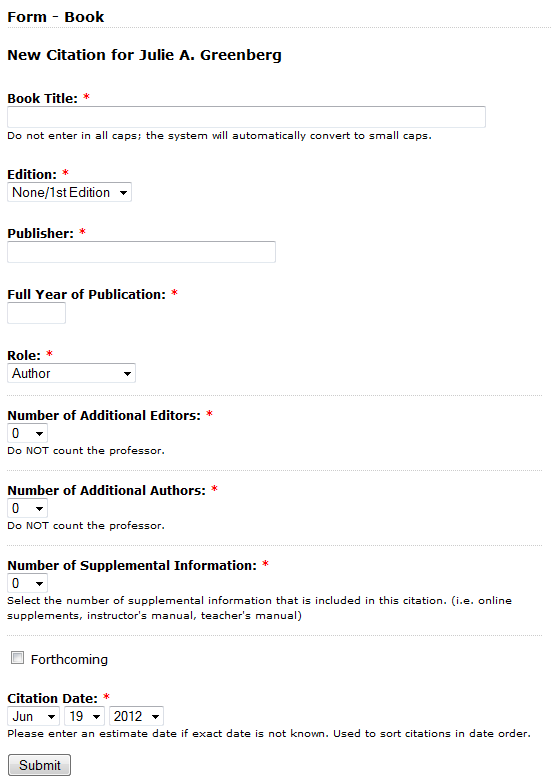 Form - Book
New Citation for Julie A. Greenberg
Book Title: *
Do not enter in all caps; the system will automatically convert to small caps.
Edition: *
None/1st Edition
Publisher: *
Full Year of Publication: *
Role: *
Author
Number of Additional Editors: *
0
Do NOT count the professor.
Number of Additional Authors: *
0
Do NOT count the professor.
Number of Supplemental Information: *
0
Select the number of supplemental information that is included in this citation. (i.e. online
supplements, instructor's manual, teacher's manual)
Forthcoming
Citation Date: *
Jun 19 2012
Please enter an estimate date if exact date is not known. Used to sort citations in date order.
Submit